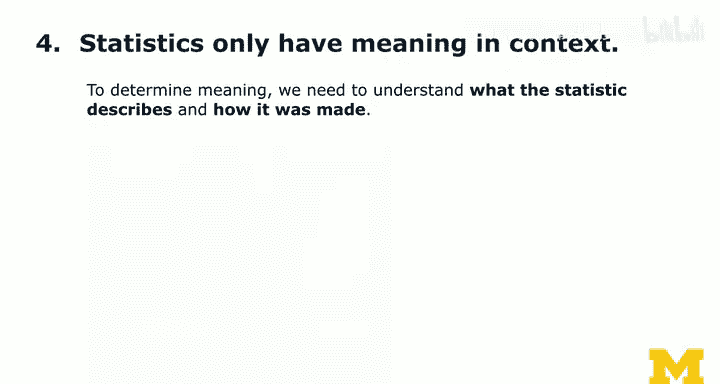 4. Statistics only have meaning in context.
To determine meaning, we need to understand what the statistic
describes and how it was made.
M